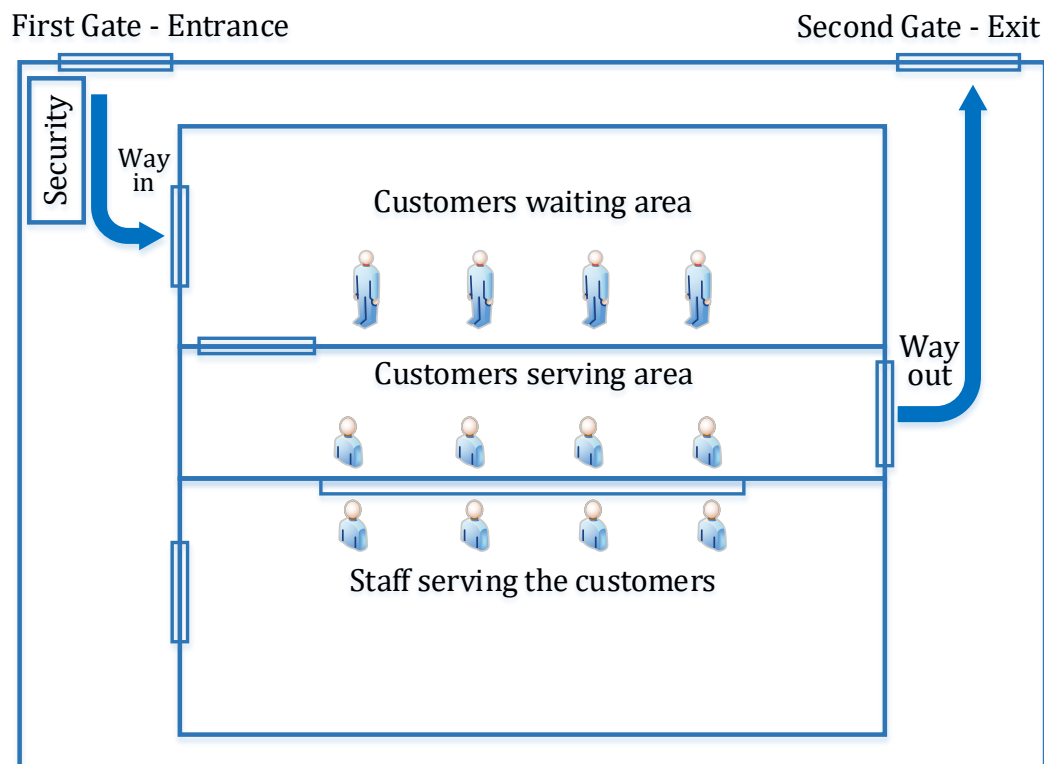 First Gate - Entrance
Second Gate - Exit
Security
Way
in
Customers waiting area
Customers serving area
Way
out
Staff serving the customers